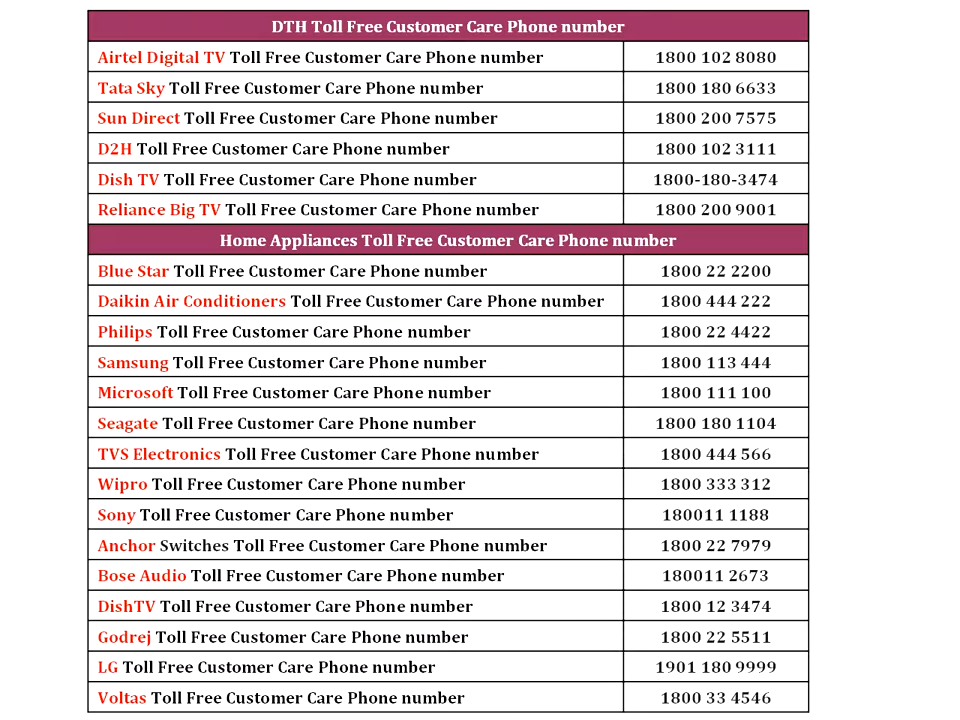 DTH Toll Free Customer Care Phone number
Airtel Digital TV Toll Free Customer Care Phone number 1800 102 8080
Tata Sky Toll Free Customer Care Phone number 1800 180 6633
Sun Direct Toll Free Customer Care Phone number 1800 200 7575
D2H Toll Free Customer Care Phone number 1800 102 3111
Dish TV Toll Free Customer Care Phone number 1800-180-3474
Reliance Big TV Toll Free Customer Care Phone number 1800 200 9001
Home Appliances Toll Free Customer Care Phone number
Blue Star Toll Free Customer Care Phone number 1800 22 2200
Daikin Air Conditioners Toll Free Customer Care Phone number 1800 444 222
Philips Toll Free Customer Care Phone number 1800 22 4422
Samsung Toll Free Customer Care Phone number 1800 113 444
Microsoft Toll Free Customer Care Phone number 1800 111 100
Seagate Toll Free Customer Care Phone number 1800 180 1104
TVS Electronics Toll Free Customer Care Phone number 1800 444 566
Wipro Toll Free Customer Care Phone number 1800 333 312
Sony Toll Free Customer Care Phone number 180011 1188
Anchor Switches Toll Free Customer Care Phone number 1800 22 7979
Bose Audio Toll Free Customer Care Phone number 180011 2673
DishTV Toll Free Customer Care Phone number 1800 12 3474
Godrej Toll Free Customer Care Phone number 1800 22 5511
LG Toll Free Customer Care Phone number 1901 180 9999
Voltas Toll Free Customer Care Phone number 1800 33 4546